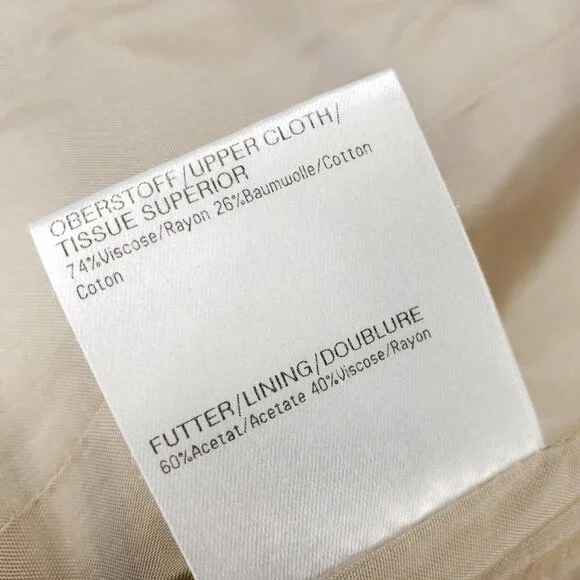 OBERSTOFF/UPPER CLOTH/
TISSUE SUPERIOR
74%Viscose/Rayon 26%Baumwolle/Cotton
Coton
FUTTER/LINING/DOUBLURE
60%Acetat/Acetate 40%Viscose/Rayon